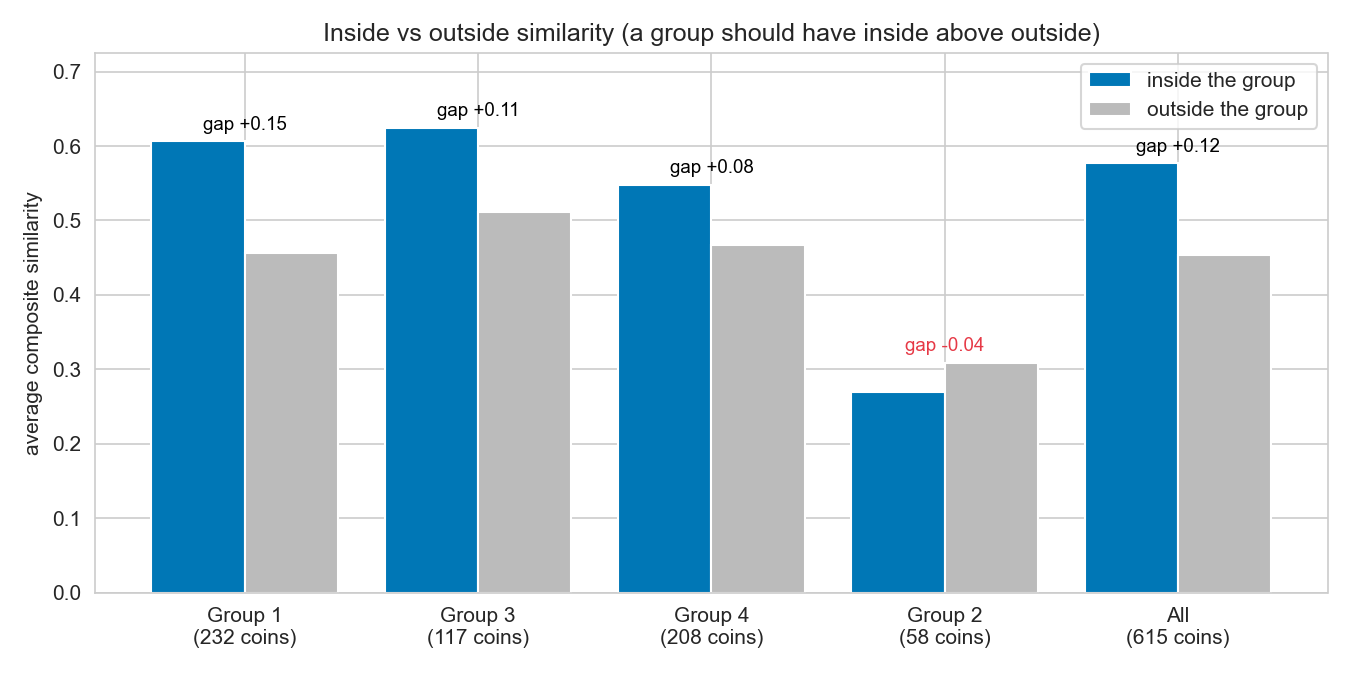 Inside vs outside similarity (a group should have inside above outside)
inside the group
outside the group
average composite similarity
0.7
0.6
0.5
0.4
0.3
0.2
0.1
0.0
gap +0.15
gap +0.11
gap +0.08
gap -0.04
gap +0.12
Group 1
(232 coins)
Group 3
(117 coins)
Group 4
(208 coins)
Group 2
(58 coins)
All
(615 coins)